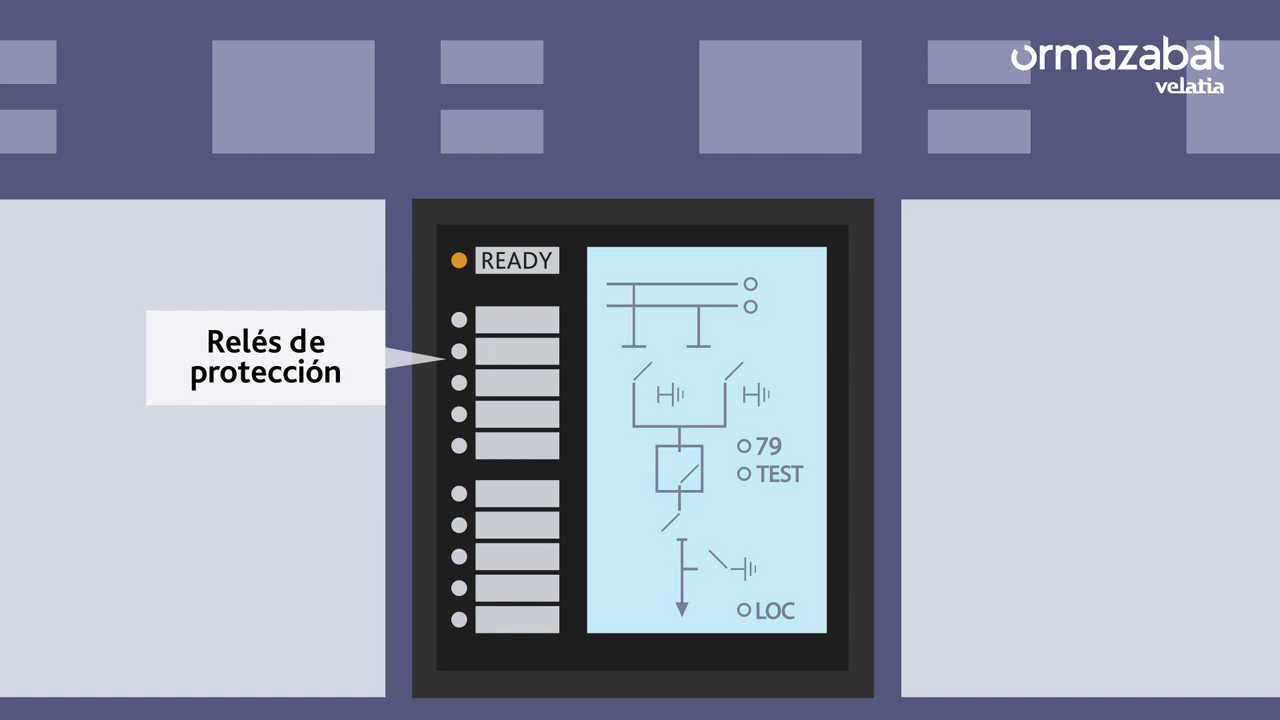 ormazabal
velatia
READY
Relés de
protección
79
TEST
LOC